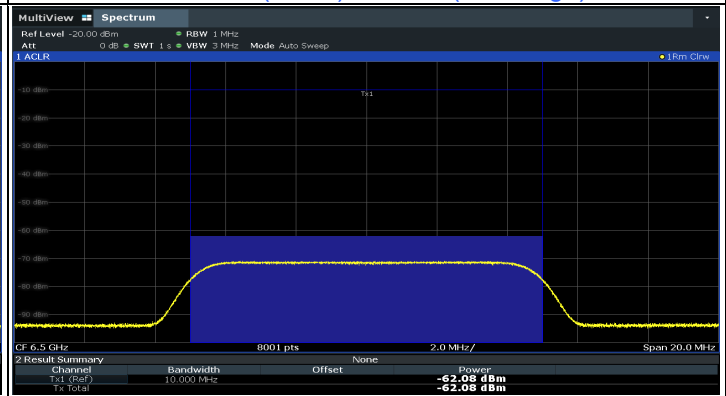 MultiView Spectrum
Ref Level -20.00 dBm RBW 1 MHz
Att 0 dB SWT 1 s VBW 3 MHz Mode Auto Sweep
1 ACLR 1Rm Clrw
Tx1
-10 dBm
-20 dBm
-30 dBm
-40 dBm
-50 dBm
-60 dBm
-70 dBm
-80 dBm
-90 dBm
CF 6.5 GHz 8001 pts 2.0 MHz/ Span 20.0 MHz
2 Result Summary None
Channel Bandwidth Offset Power
Tx1 (Ref) 10.000 MHz -62.08 dBm
Tx Total -62.08 dBm